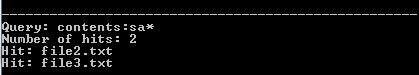 Query: contents:sa*
Number of hits: 2
Hit: file2.txt
Hit: file3.txt